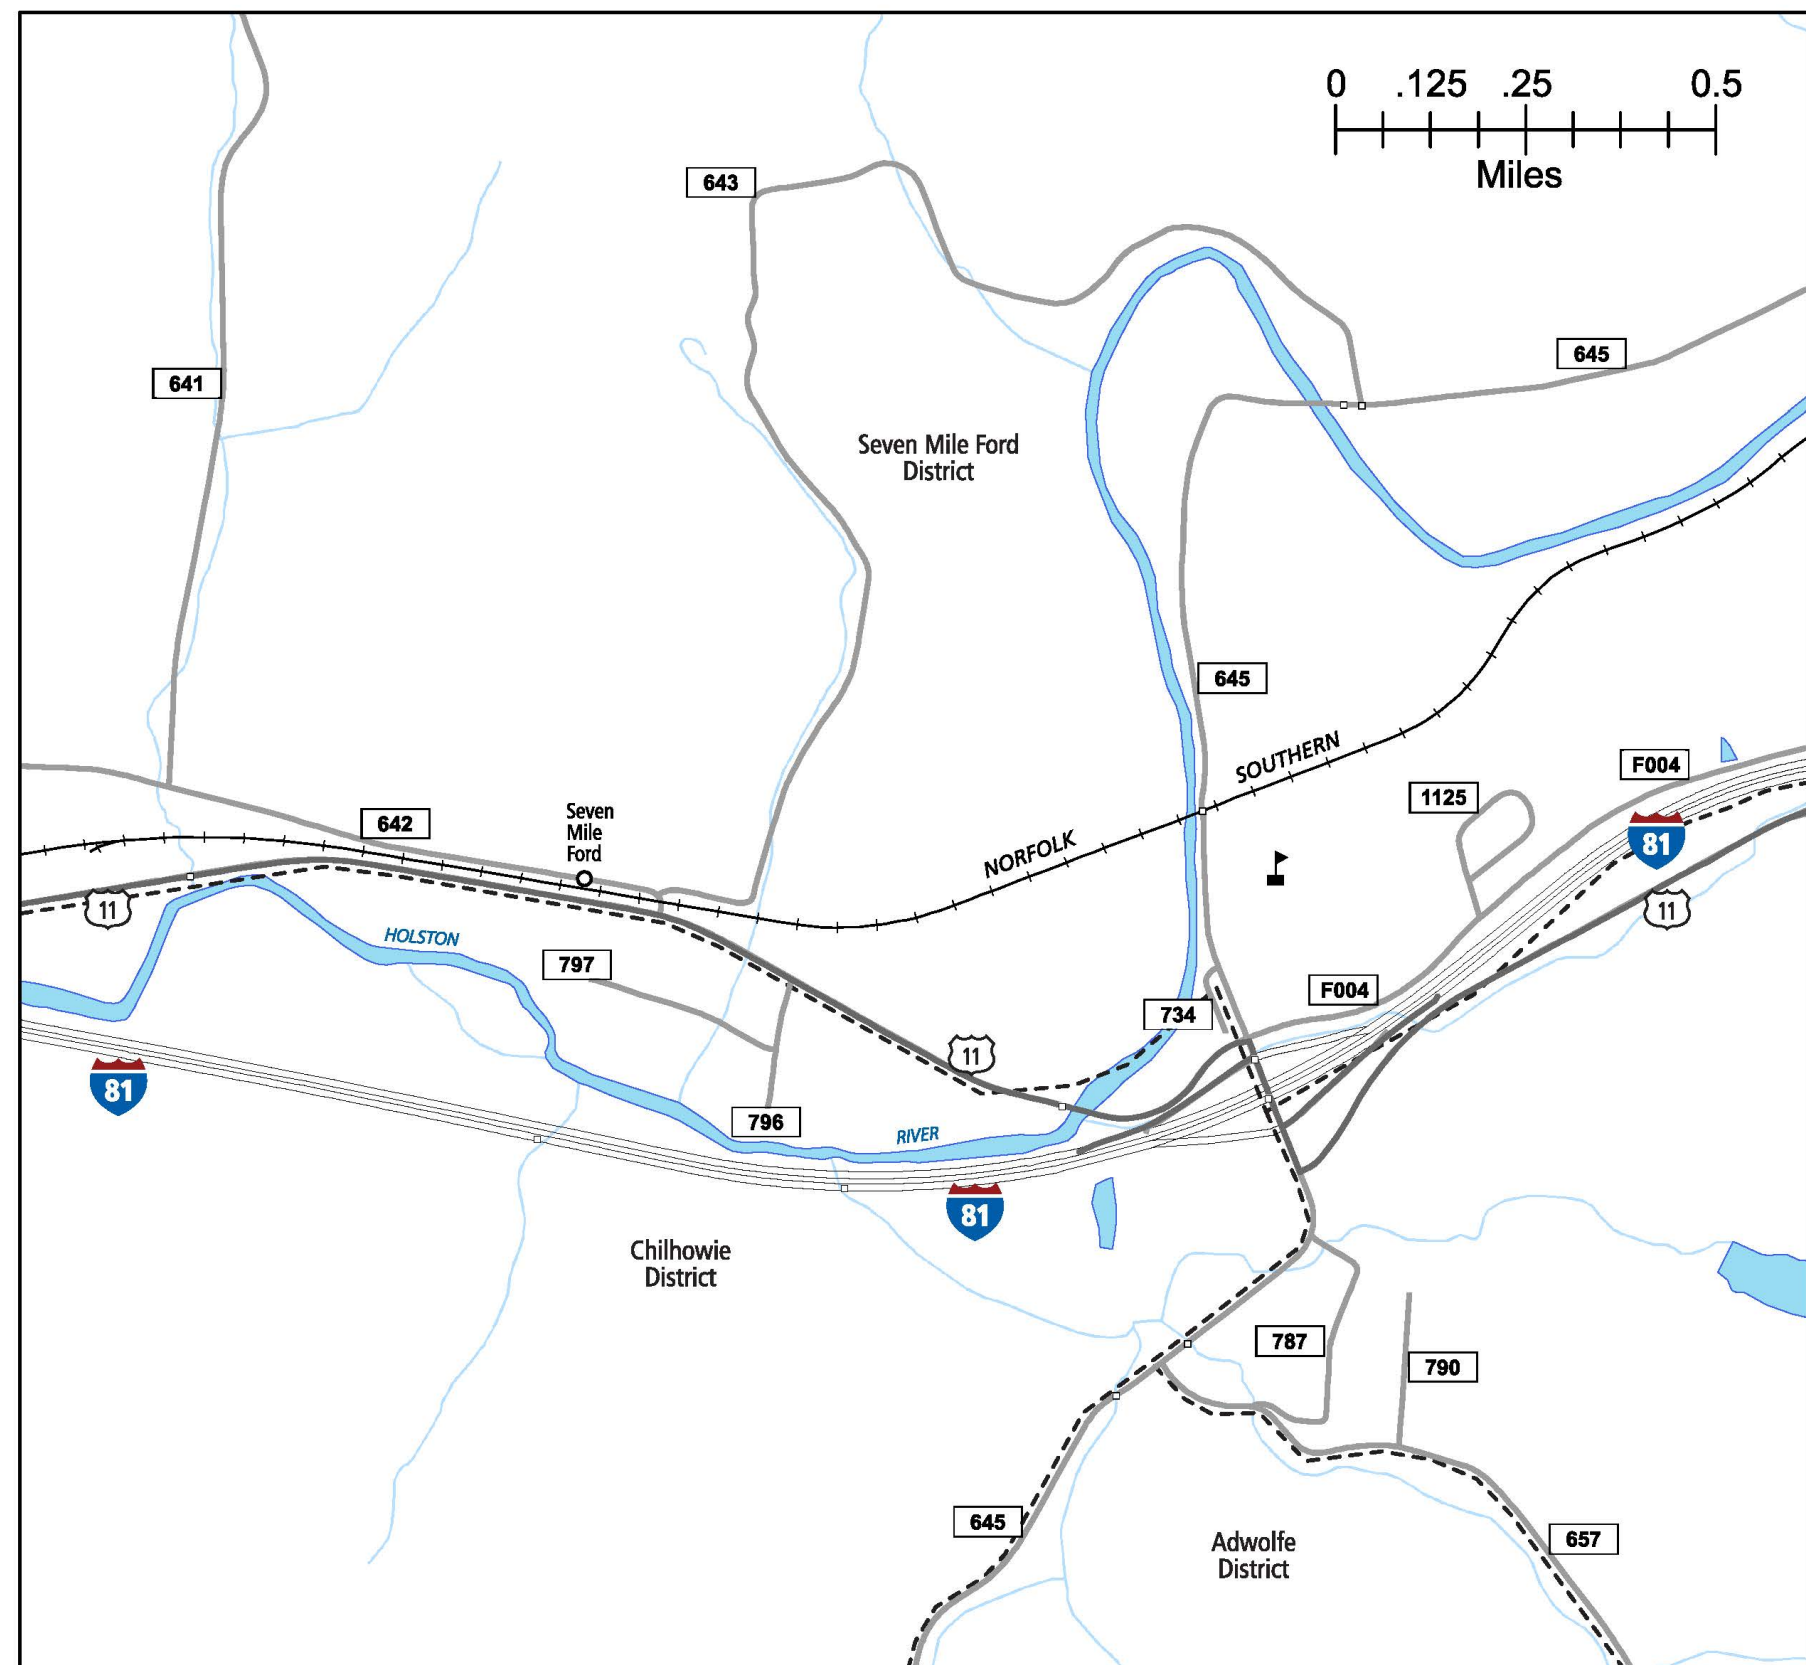 0 .125 .25 0.5
Miles
643
645
641
Seven Mile Ford
District
645
SOUTHERN
F004
1125
642
Seven
Mile
Ford
81
NORFOLK
11
11
HOLSTON
797
F004
734
11
81
796
RIVER
81
Chilhowie
District
787
790
645
657
Adwolfe
District